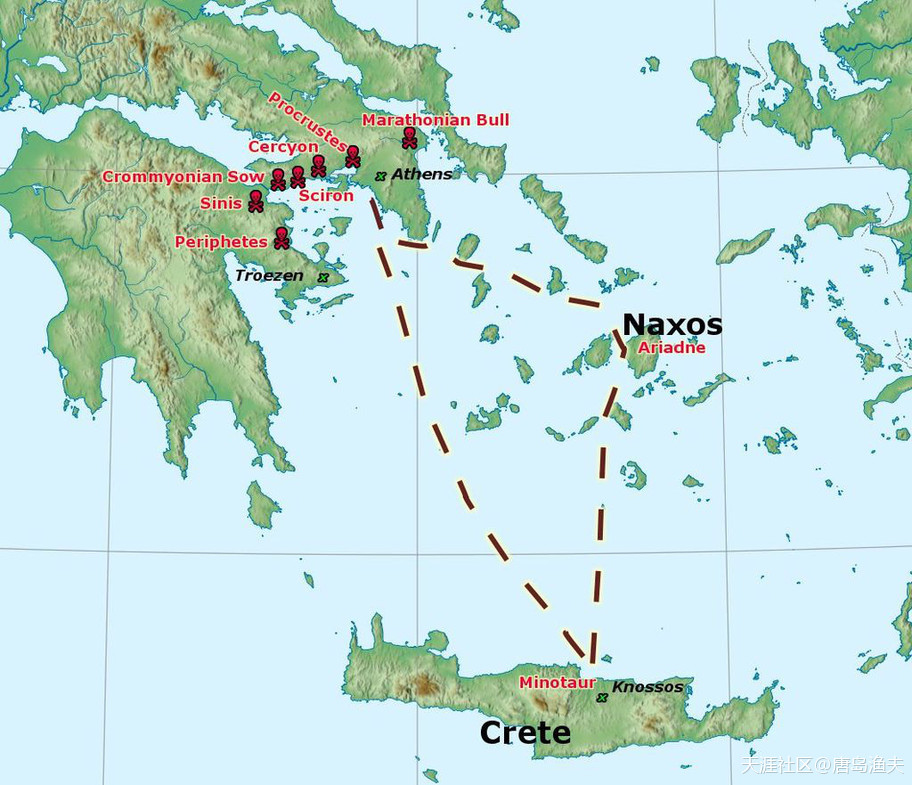 Marathonian Bull
Procrustes
Cercyon
Athens
Crommyonian Sow
Sciron
Sinis
Periphetes
Troezen
Naxos
Ariadne
Minotaur
Knossos
Crete
天涯社区@唐岛渔夫